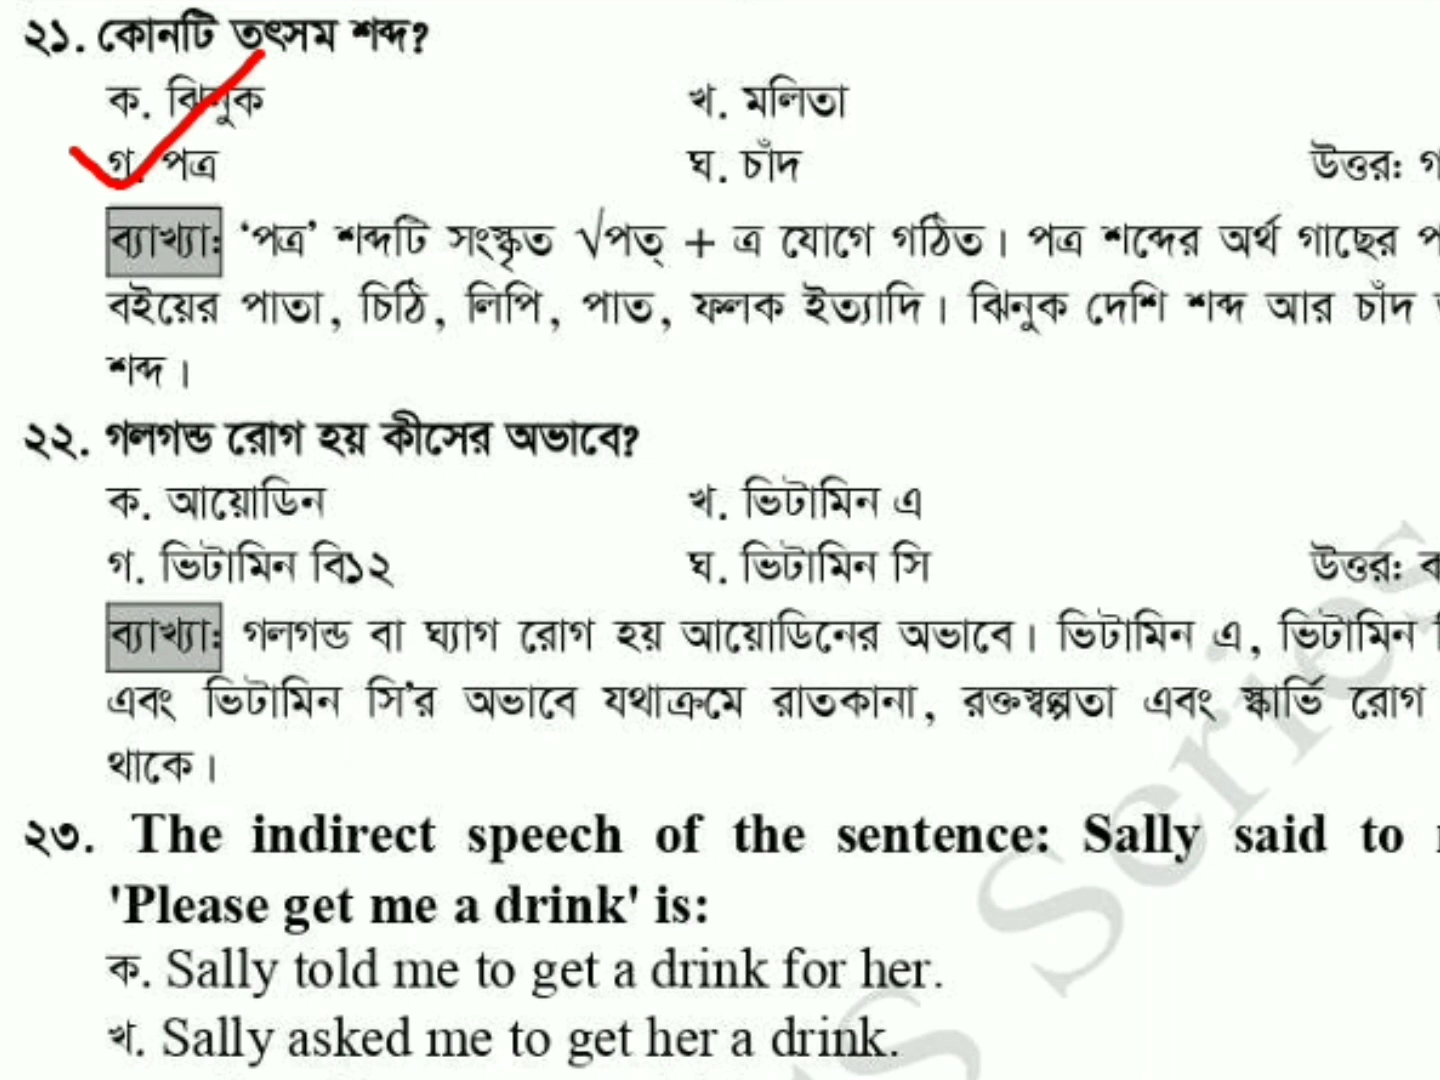 ২১. কোনটি তৎসম শব্দ?
ক. ঝিনুক খ. মলিতা
গ. পত্র ঘ. চাঁদ উত্তর: গ
ব্যাখ্যা: ‘পত্র’ শব্দটি সংস্কৃত √পত্ + ত্র যোগে গঠিত। পত্র শব্দের অর্থ গাছের
বইয়ের পাতা, চিঠি, লিপি, পাত, ফলক ইত্যাদি। ঝিনুক দেশি শব্দ আর চাঁদ
শব্দ।
২২. গলগন্ড রোগ হয় কীসের অভাবে?
ক. আয়োডিন খ. ভিটামিন এ
গ. ভিটামিন বি১২ ঘ. ভিটামিন সি উত্তর: ক
ব্যাখ্যা: গলগন্ড বা ঘ্যাগ রোগ হয় আয়োডিনের অভাবে। ভিটামিন এ, ভিটামিন
এবং ভিটামিন সি’র অভাবে যথাক্রমে রাতকানা, রক্তস্বল্পতা এবং স্কার্ভি রোগ
থাকে।
২৩. The indirect speech of the sentence: Sally said to
'Please get me a drink' is:
ক. Sally told me to get a drink for her.
খ. Sally asked me to get her a drink.
Series